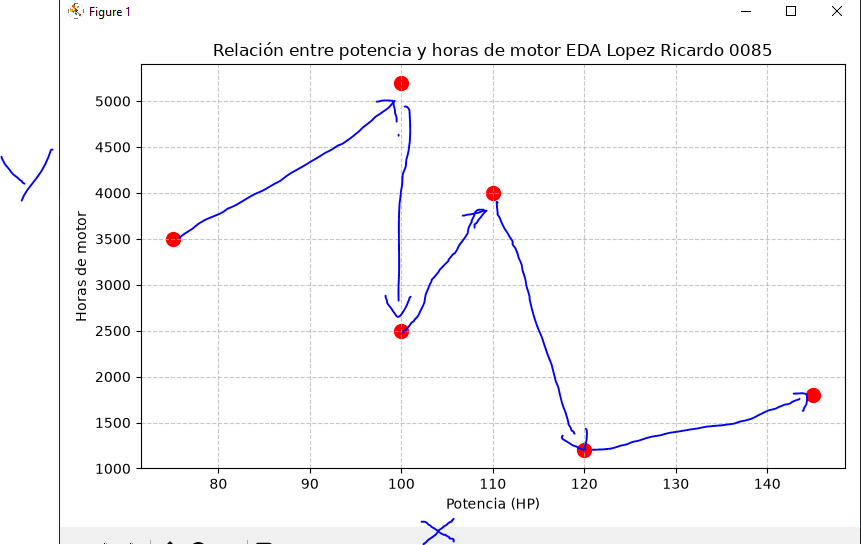 Figure 1
Relación entre potencia y horas de motor EDA Lopez Ricardo 0085
Y
Horas de motor
5000
4500
4000
3500
3000
2500
2000
1500
1000
80 90 100 110 120 130 140
Potencia (HP)
X